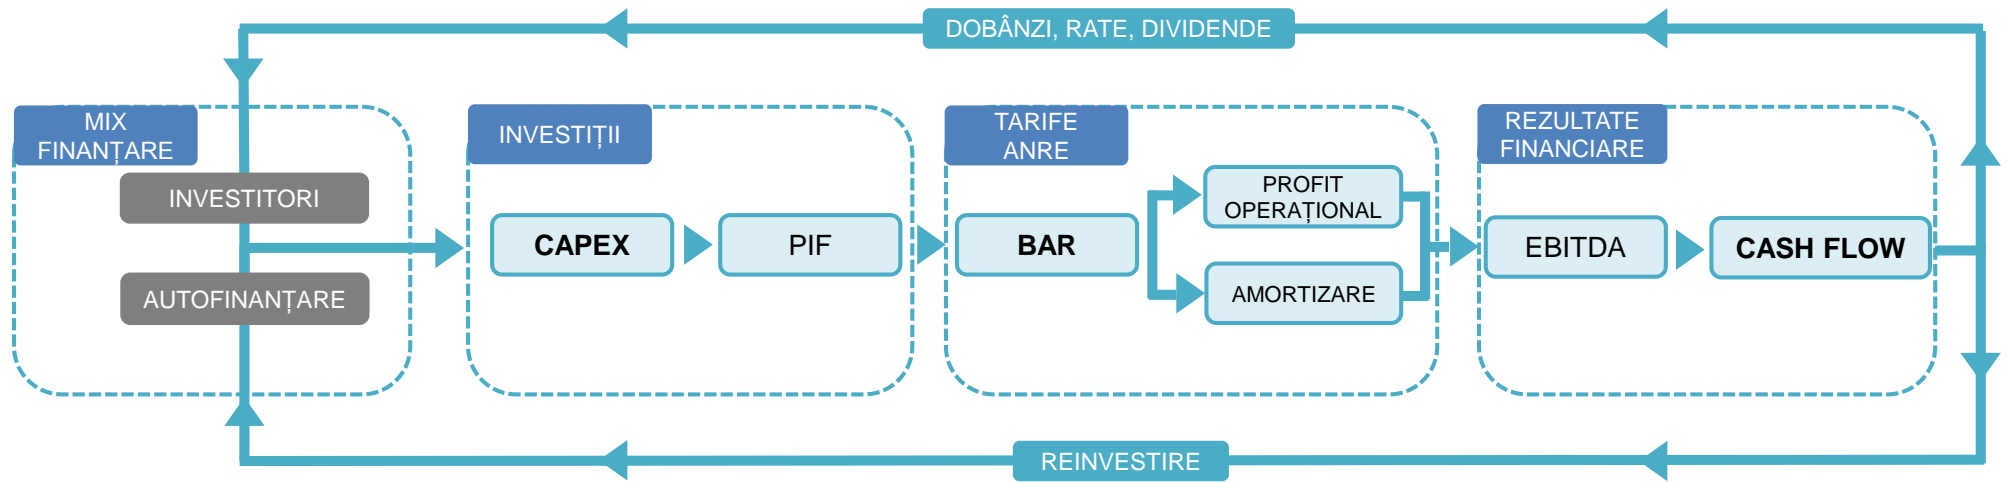 DOBÂNZI, RATE, DIVIDENDE
MIX
FINANȚARE
INVESTITORI
AUTOFINANȚARE
INVESTIȚII
CAPEX
PIF
TARIFE
ANRE
BAR
PROFIT
OPERAȚIONAL
AMORTIZARE
REZULTATE
FINANCIARE
EBITDA
CASH FLOW
REINVESTIRE